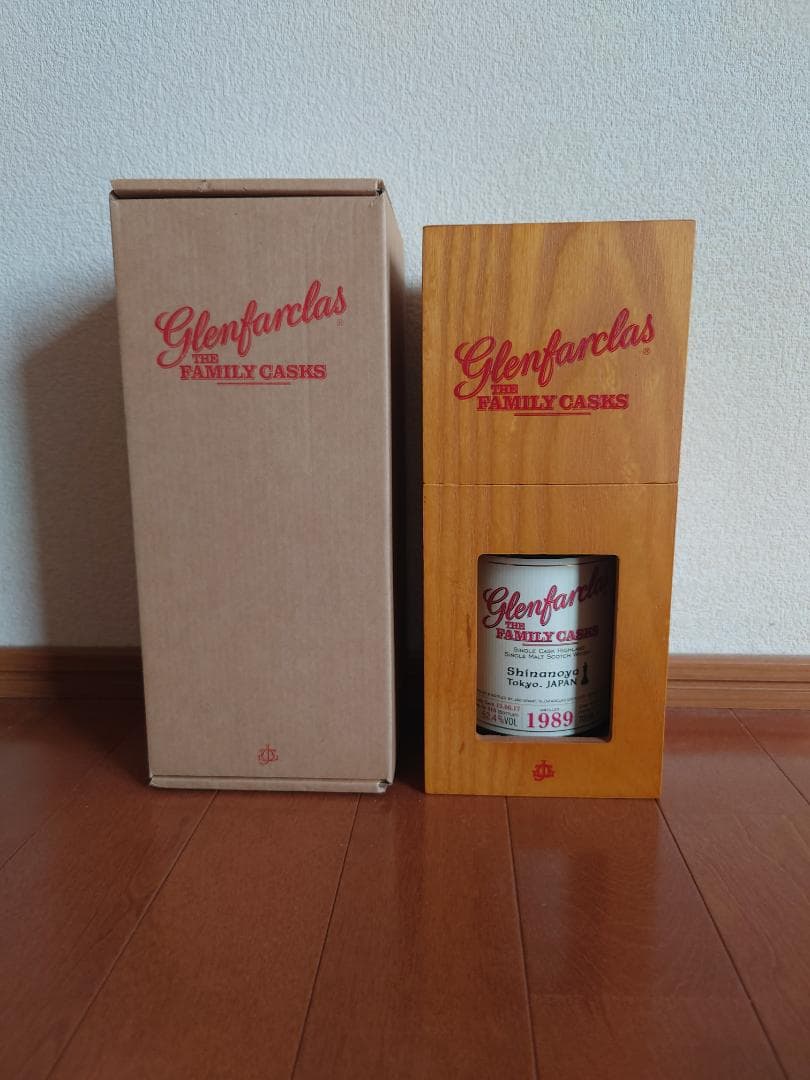 Glenfarclas
THE
FAMILY CASKS
Glenfarclas
®
THE
FAMILY CASKS
Glenfarclas
THE
FAMILY CASKS
SINGLE CASK HIGHLAND
SINGLE MALT SCOTCH WHISKY
Shinanoya
Tokyo. JAPAN
%VOL
1989